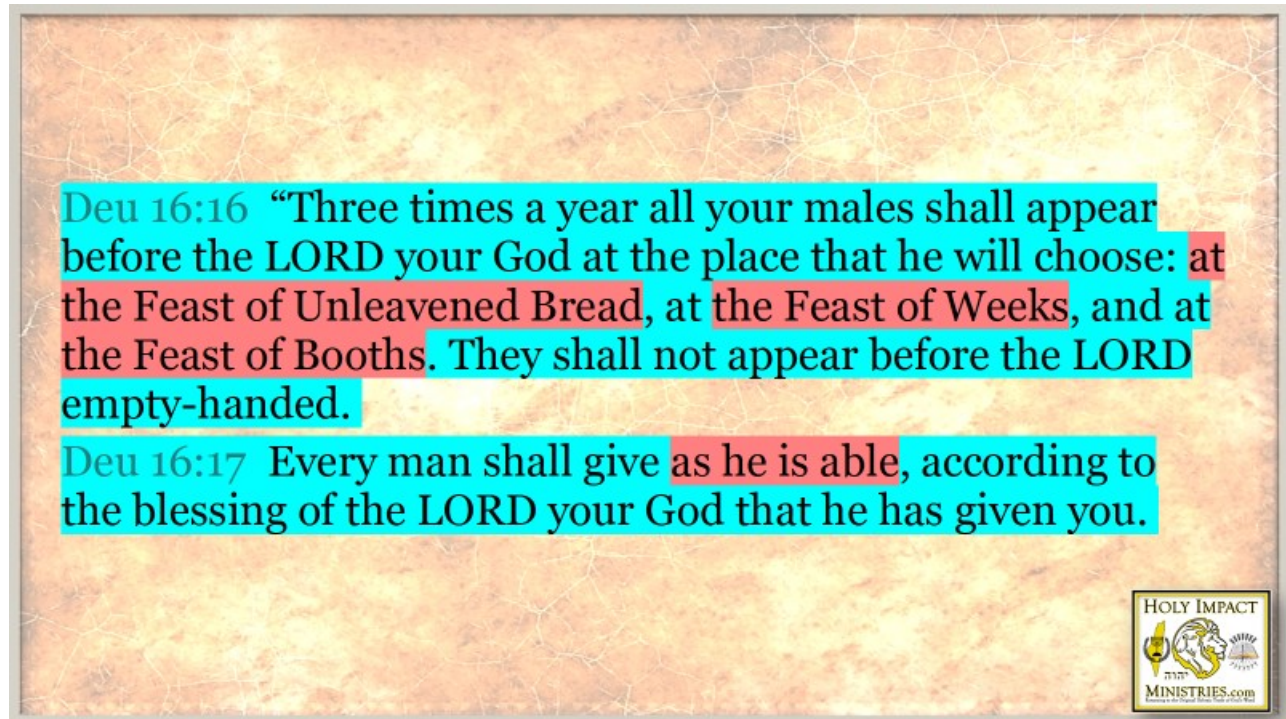 Deu 16:16 “Three times a year all your males shall appear
before the LORD your God at the place that he will choose: at
the Feast of Unleavened Bread, at the Feast of Weeks, and at
the Feast of Booths. They shall not appear before the LORD
empty-handed.
Deu 16:17 Every man shall give as he is able, according to
the blessing of the LORD your God that he has given you.
HOLY IMPACT
יהוה
MINISTRIES.com